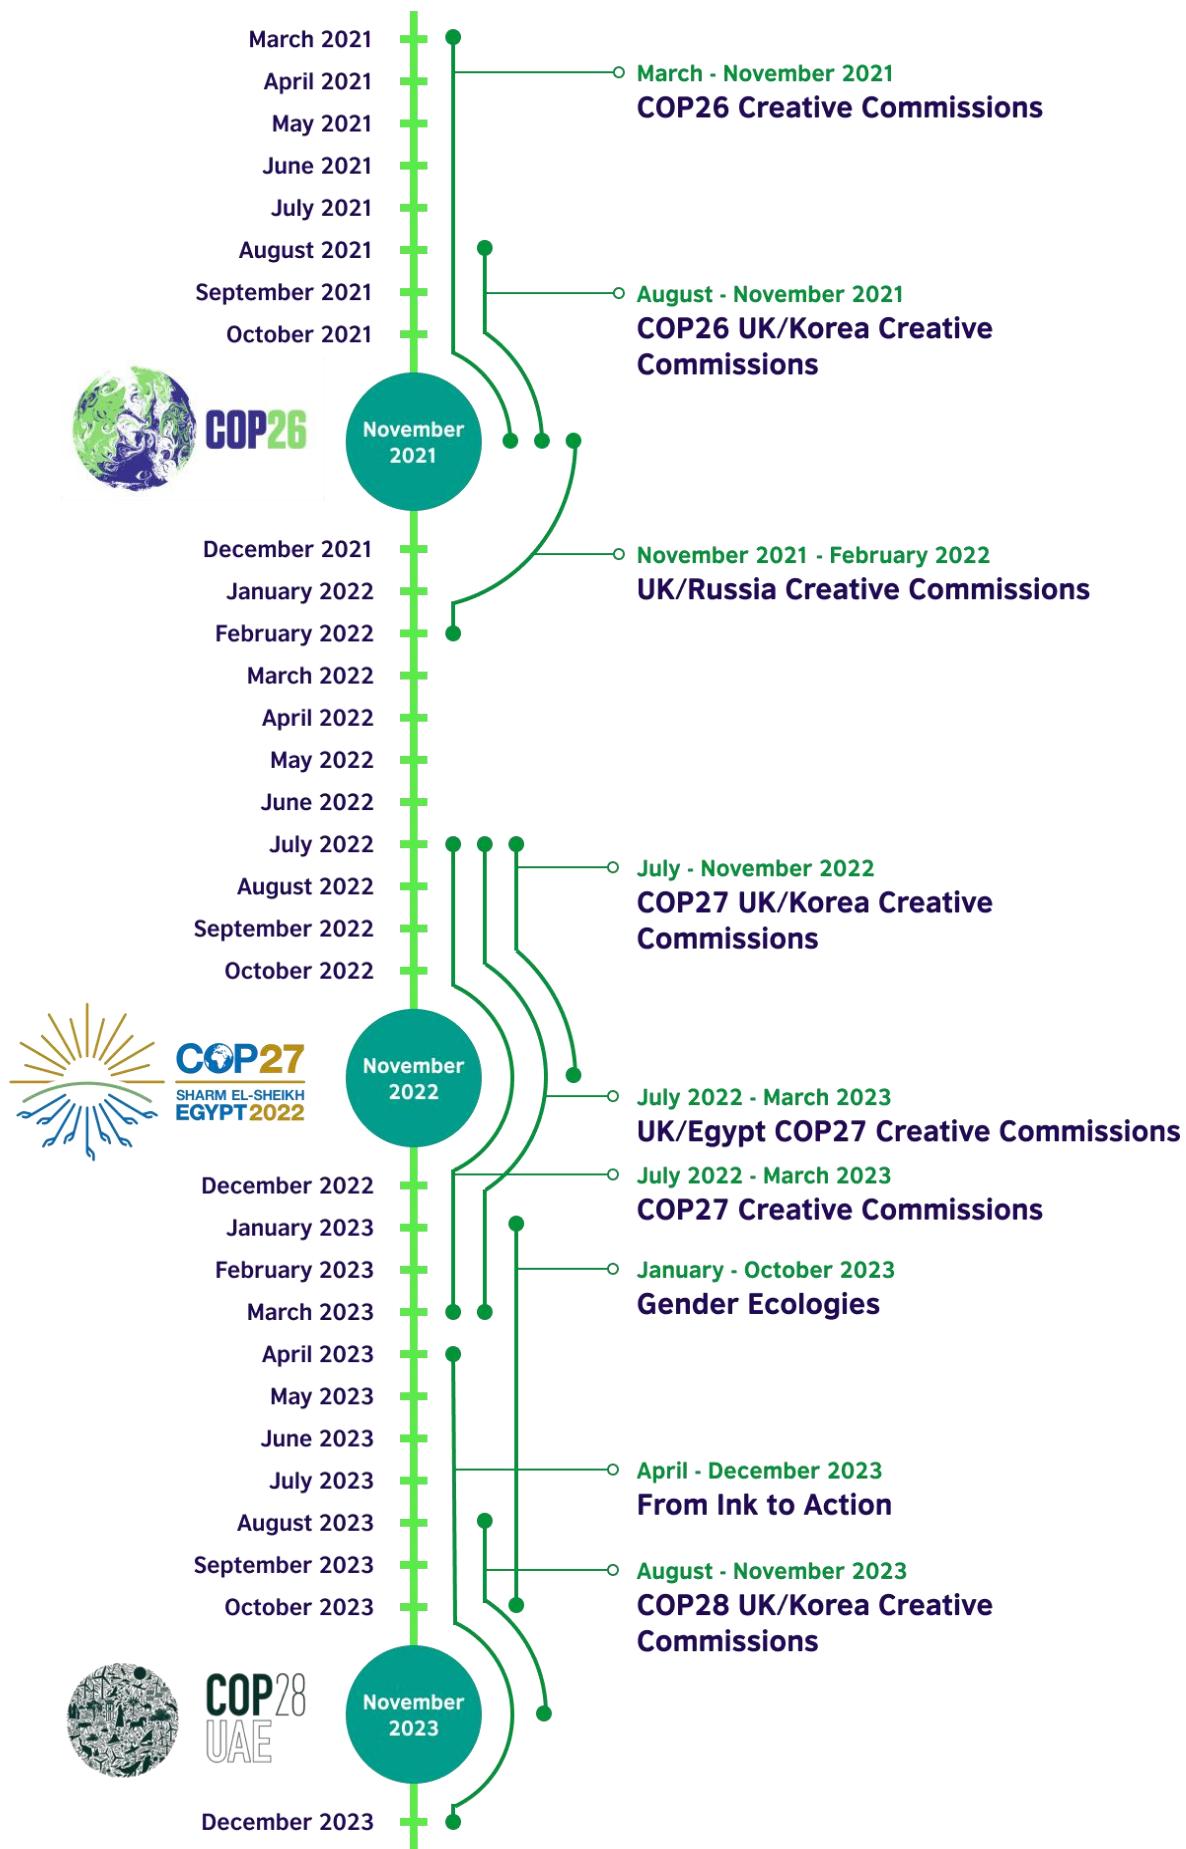 March 2021
April 2021
May 2021
June 2021
July 2021
August 2021
September 2021
October 2021
COP26
November
2021
December 2021
January 2022
February 2022
March 2022
April 2022
May 2022
June 2022
July 2022
August 2022
September 2022
October 2022
COP27
SHARM EL-SHEIKH
EGYPT2022
November
2022
December 2022
January 2023
February 2023
March 2023
April 2023
May 2023
June 2023
July 2023
August 2023
September 2023
October 2023
COP28
UAE
November
2023
December 2023
March - November 2021
COP26 Creative Commissions
August - November 2021
COP26 UK/Korea Creative
Commissions
November 2021 - February 2022
UK/Russia Creative Commissions
July - November 2022
COP27 UK/Korea Creative
Commissions
July 2022 - March 2023
UK/Egypt COP27 Creative Commissions
July 2022 - March 2023
COP27 Creative Commissions
January - October 2023
Gender Ecologies
April - December 2023
From Ink to Action
August - November 2023
COP28 UK/Korea Creative
Commissions